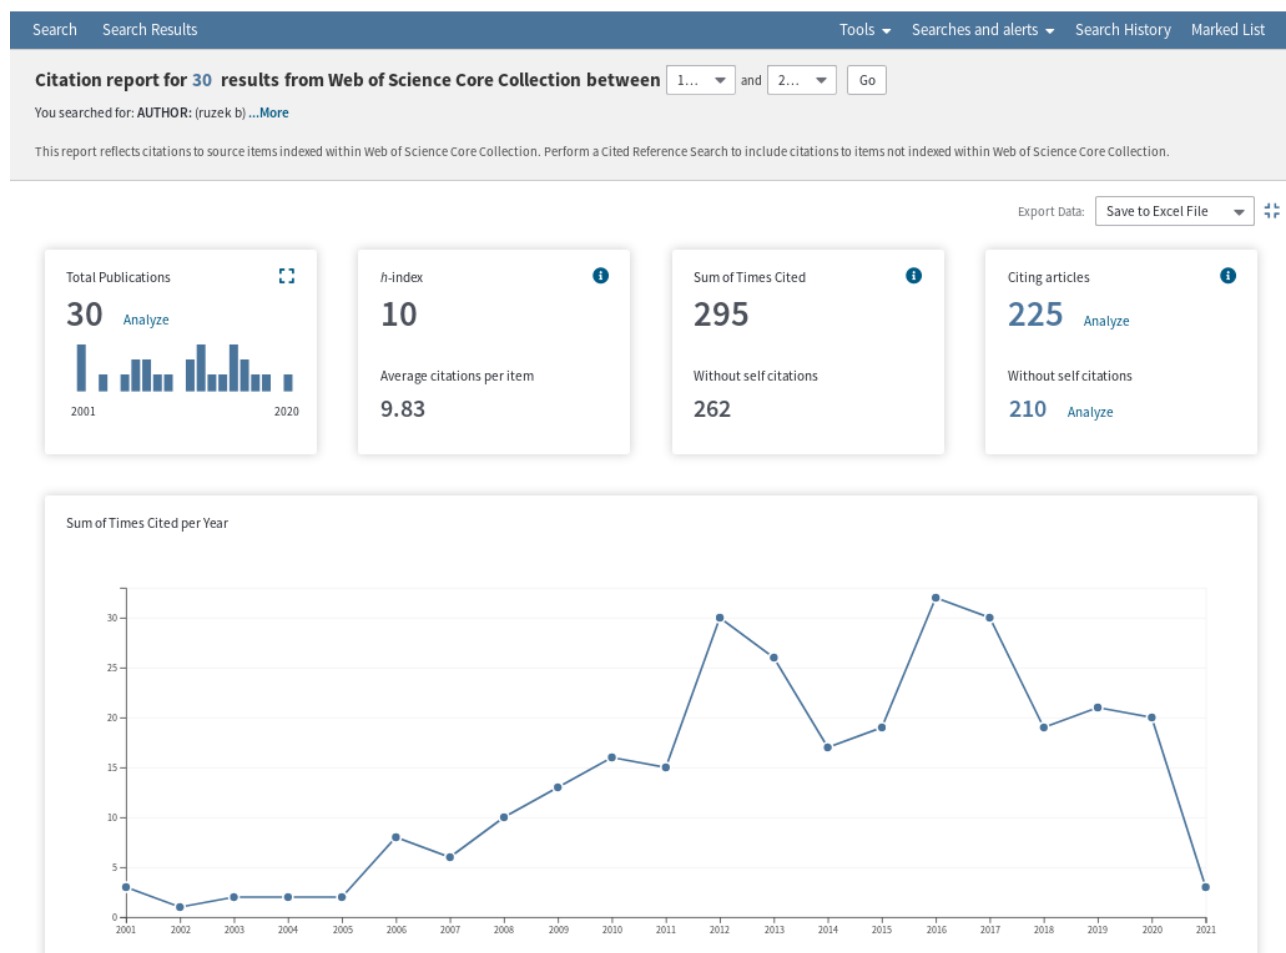 Search Search Results Tools Searches and alerts Search History Marked List
Citation report for 30 results from Web of Science Core Collection between 1... and 2... Go
You searched for: AUTHOR: (ruzek b) ...More
This report reflects citations to source items indexed within Web of Science Core Collection. Perform a Cited Reference Search to include citations to items not indexed within Web of Science Core Collection.
Export Data: Save to Excel File
Total Publications
30 Analyze
2001 2020
h-index
10
Average citations per item
9.83
Sum of Times Cited
295
Without self citations
262
Citing articles
225 Analyze
Without self citations
210 Analyze
Sum of Times Cited per Year
30
25
20
15
10
5
0
2001 2002 2003 2004 2005 2006 2007 2008 2009 2010 2011 2012 2013 2014 2015 2016 2017 2018 2019 2020 2021